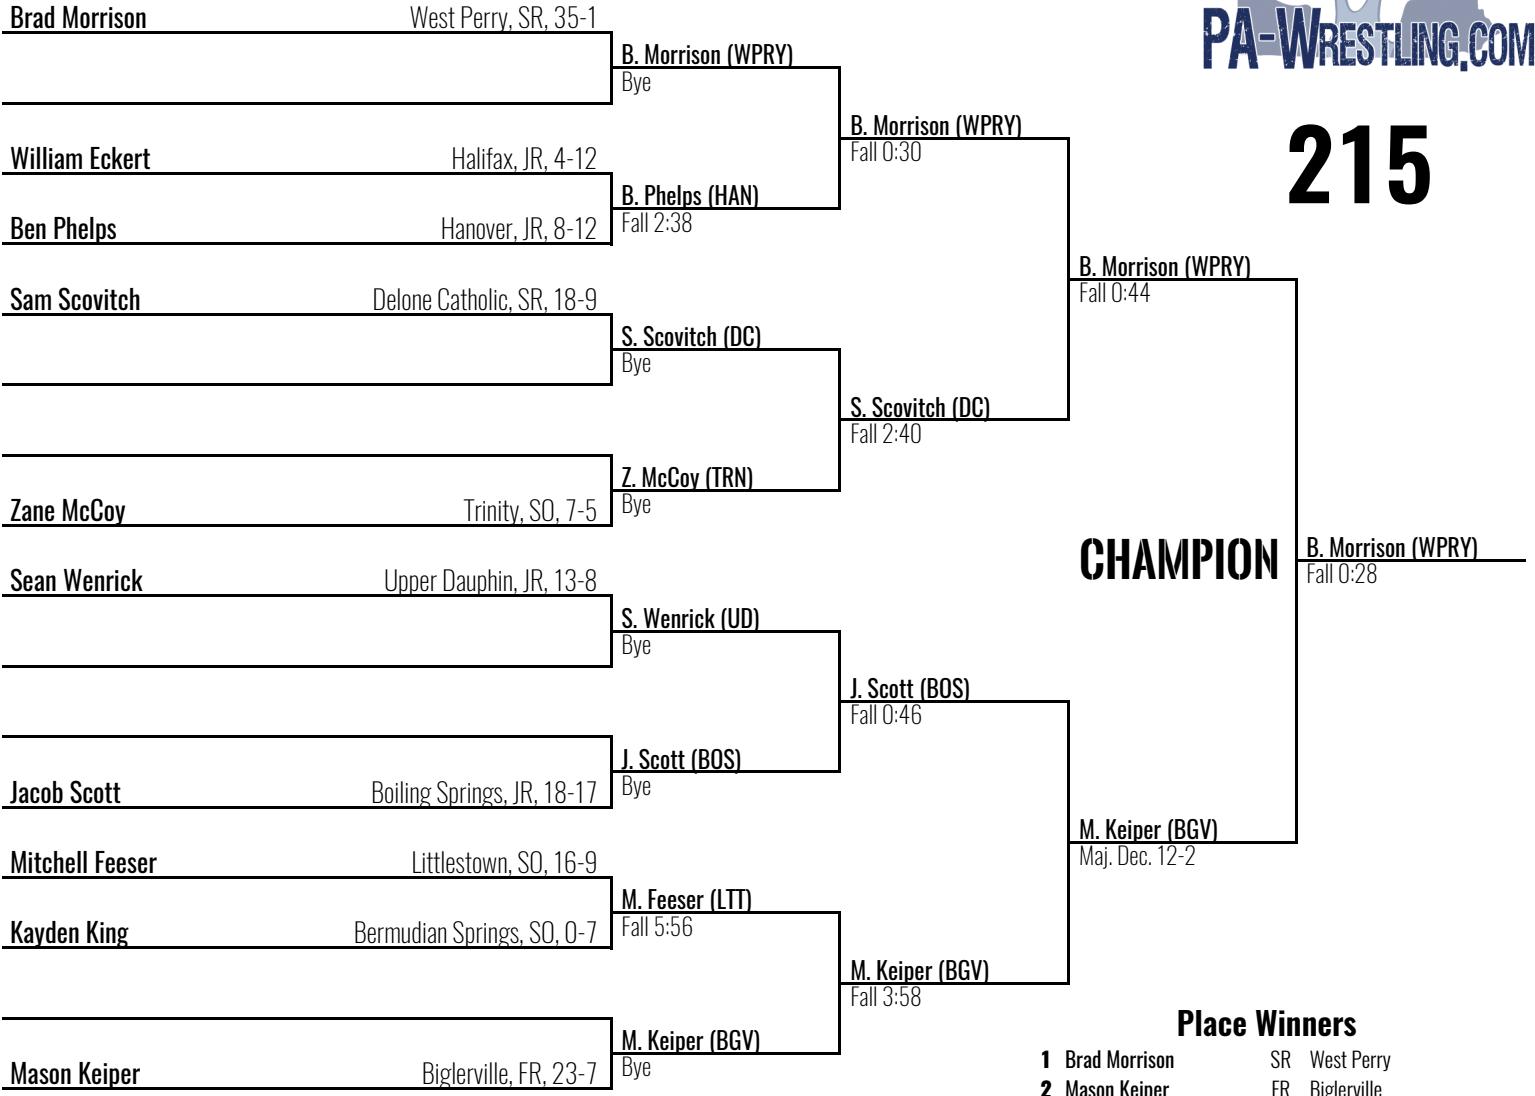 PA-WRESTLING.COM
215
Brad Morrison West Perry, SR, 35-1
B. Morrison (WPRY)
Bye
B. Morrison (WPRY)
Fall 0:30
William Eckert Halifax, JR, 4-12
B. Phelps (HAN)
Fall 2:38
Ben Phelps Hanover, JR, 8-12
B. Morrison (WPRY)
Fall 0:44
Sam Scovitch Delone Catholic, SR, 18-9
S. Scovitch (DC)
Bye
S. Scovitch (DC)
Fall 2:40
Z. McCoy (TRN)
Bye
Zane McCoy Trinity, SO, 7-5
CHAMPION
B. Morrison (WPRY)
Fall 0:28
Sean Wenrick Upper Dauphin, JR, 13-8
S. Wenrick (UD)
Bye
J. Scott (BOS)
Fall 0:46
J. Scott (BOS)
Bye
Jacob Scott Boiling Springs, JR, 18-17
M. Keiper (BGV)
Maj. Dec. 12-2
Mitchell Feeser Littlestown, SO, 16-9
M. Feeser (LTT)
Fall 5:56
Kayden King Bermudian Springs, SO, 0-7
M. Keiper (BGV)
Fall 3:58
M. Keiper (BGV)
Bye
Mason Keiper Biglerville, FR, 23-7
Place Winners
1 Brad Morrison SR West Perry
2 Mason Keiper FR Biglerville